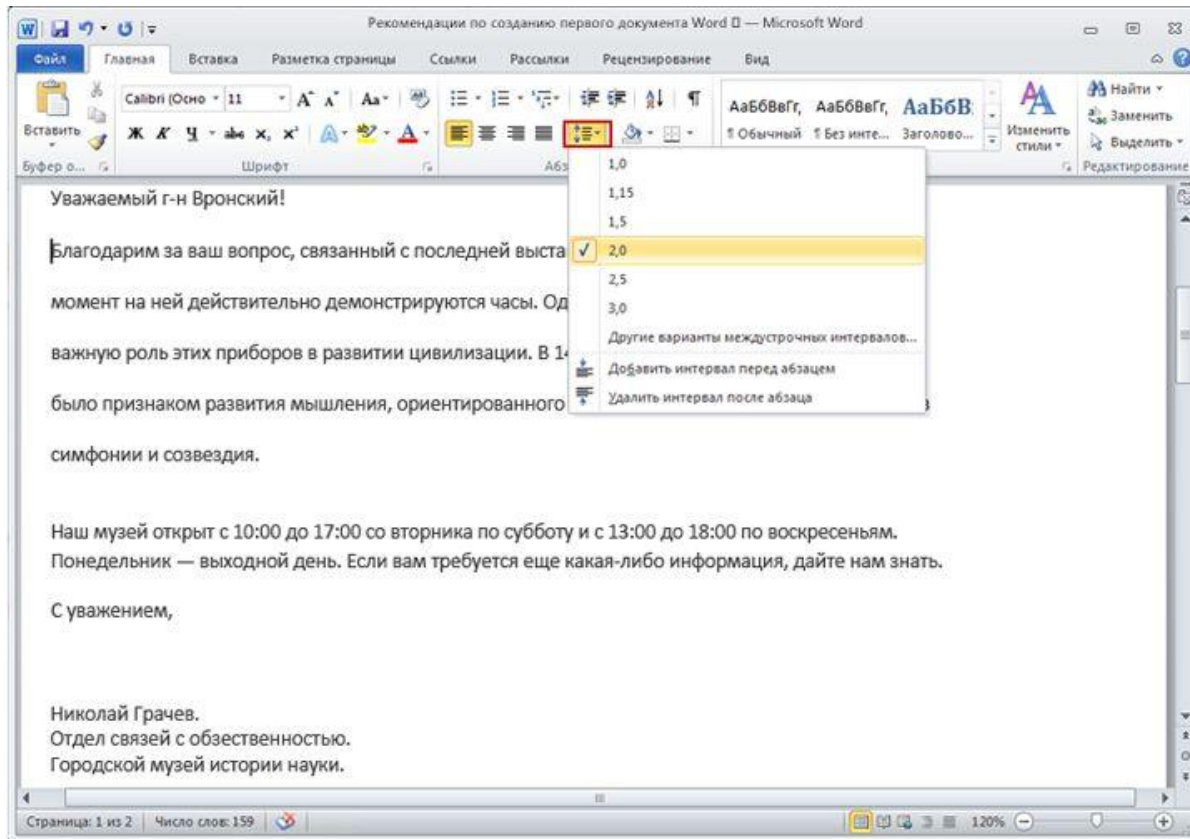 Рекомендации по созданию первого документа Word — Microsoft Word
Файл Главная Вставка Разметка страницы Ссылки Рассылки Рецензирование Вид
Calibri (Осно 11 Aa
АаБбВвГг, АаБбВвГг, АаБбВ
Найти
Заменить
Выделить
Вставить
Ж К Ч abc x, x² A
¶ Обычный ¶ Без инте... Заголово...
Изменить стили
Буфер о... Шрифт Абз Редактирование
1,0
1,15
1,5
2,0
2,5
3,0
Другие варианты междустрочных интервалов...
Добавить интервал перед абзацем
Удалить интервал после абзаца
Уважаемый г-н Вронский!
Благодарим за ваш вопрос, связанный с последней выста
момент на ней действительно демонстрируются часы. Од
важную роль этих приборов в развитии цивилизации. В 14
было признаком развития мышления, ориентированного
симфонии и созвездия.
Наш музей открыт с 10:00 до 17:00 со вторника по субботу и с 13:00 до 18:00 по воскресеньям.
Понедельник — выходной день. Если вам требуется еще какая-либо информация, дайте нам знать.
С уважением,
Николай Грачев.
Отдел связей с обзественностью.
Городской музей истории науки.
Страница: 1 из 2 Число слов: 159 120%